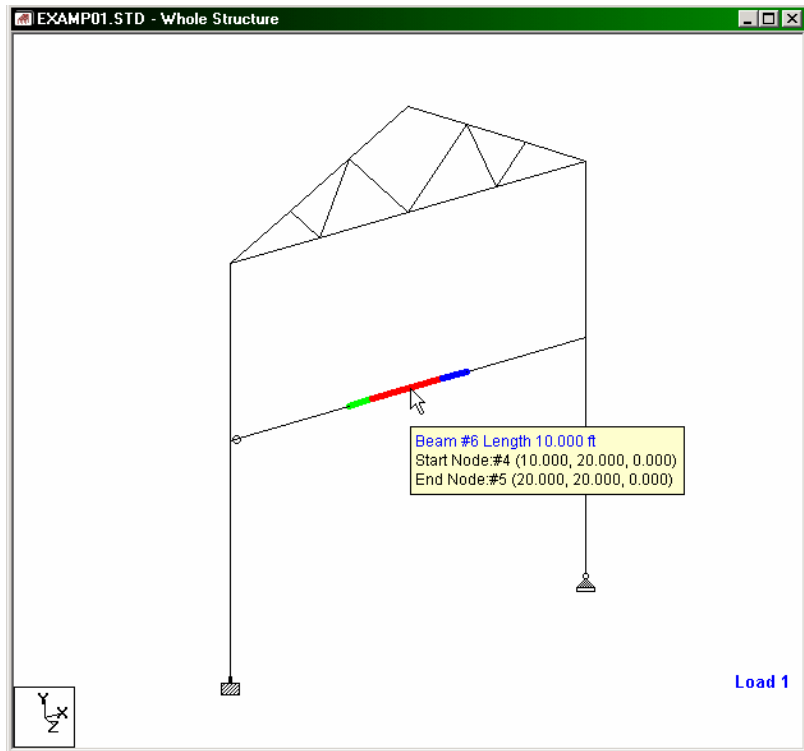 EXAMP01.STD - Whole Structure
Beam #6 Length 10.000 ft
Start Node:#4 (10.000, 20.000, 0.000)
End Node:#5 (20.000, 20.000, 0.000)
Load 1
Y
X
Z